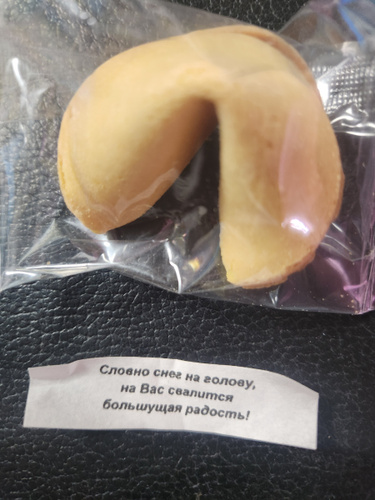 Словно снег на голову,
на Вас свалится
большущая радость!